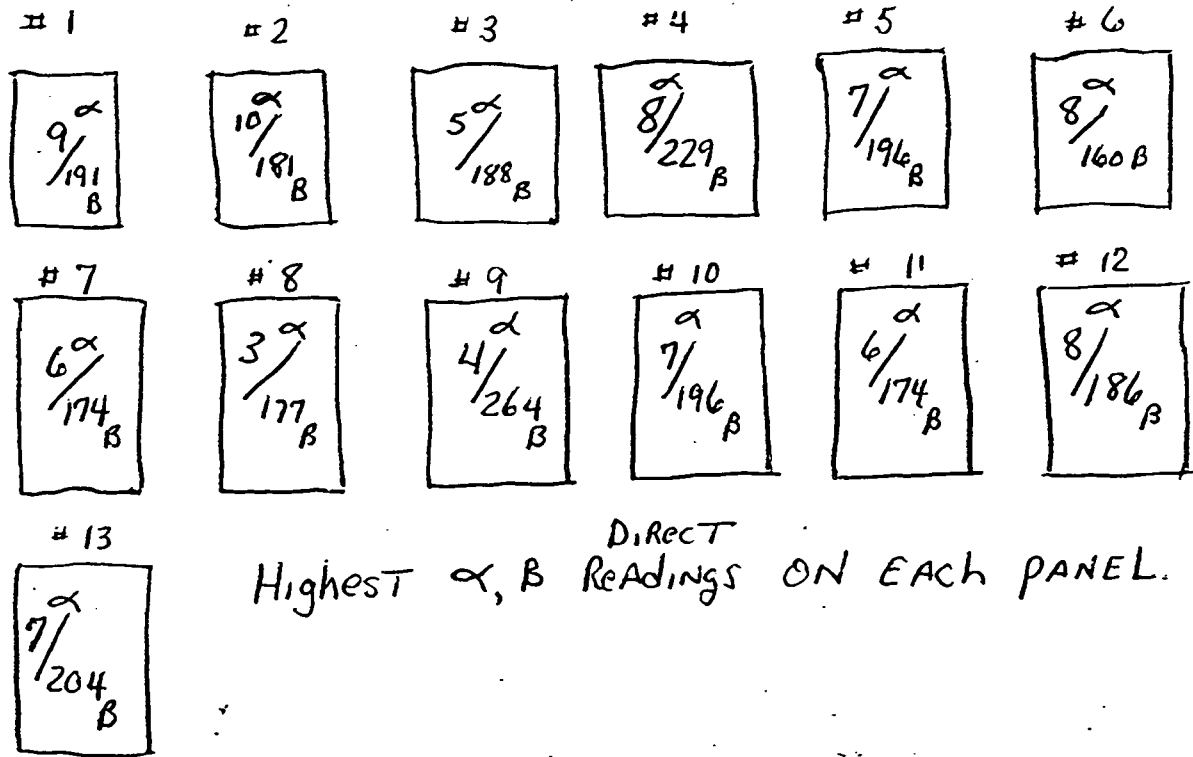 # 1 # 2 # 3 # 4 # 5 # 6
9 α / 191 β
10 α / 181 β
5 α / 188 β
8 α / 229 β
7 α / 196 β
8 α / 160 β
# 7 # 8 # 9 # 10 # 11 # 12
6 α / 174 β
3 α / 177 β
4 α / 264 β
7 α / 196 β
6 α / 174 β
8 α / 186 β
# 13
7 α / 204 β
DIRECT
HighesT α, β ReAdings ON EACh PANEL.